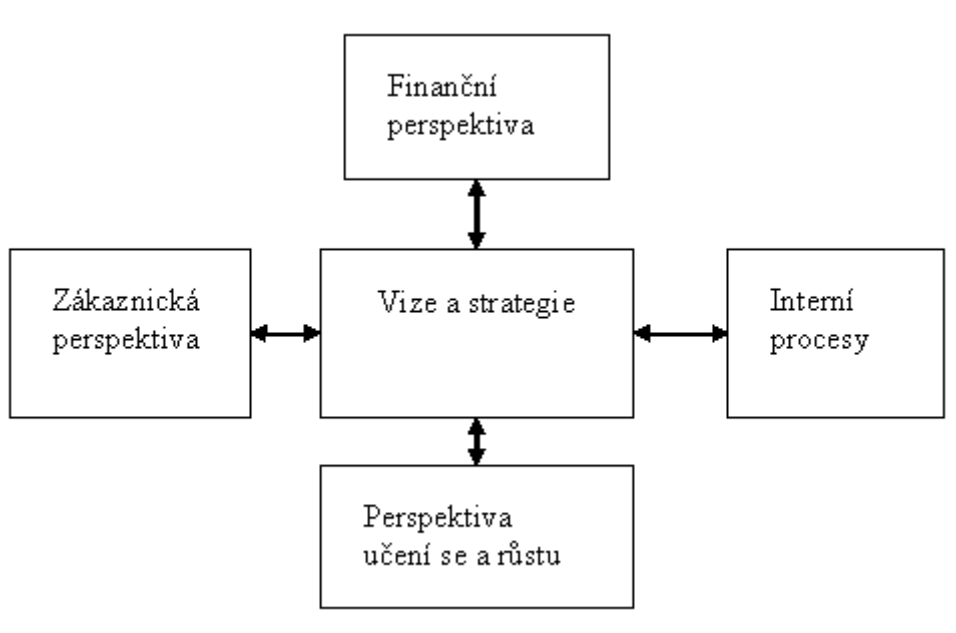 Finanční
perspektiva
Zákaznická
perspektiva
Vize a strategie
Interní
procesy
Perspektiva
učení se a růstu